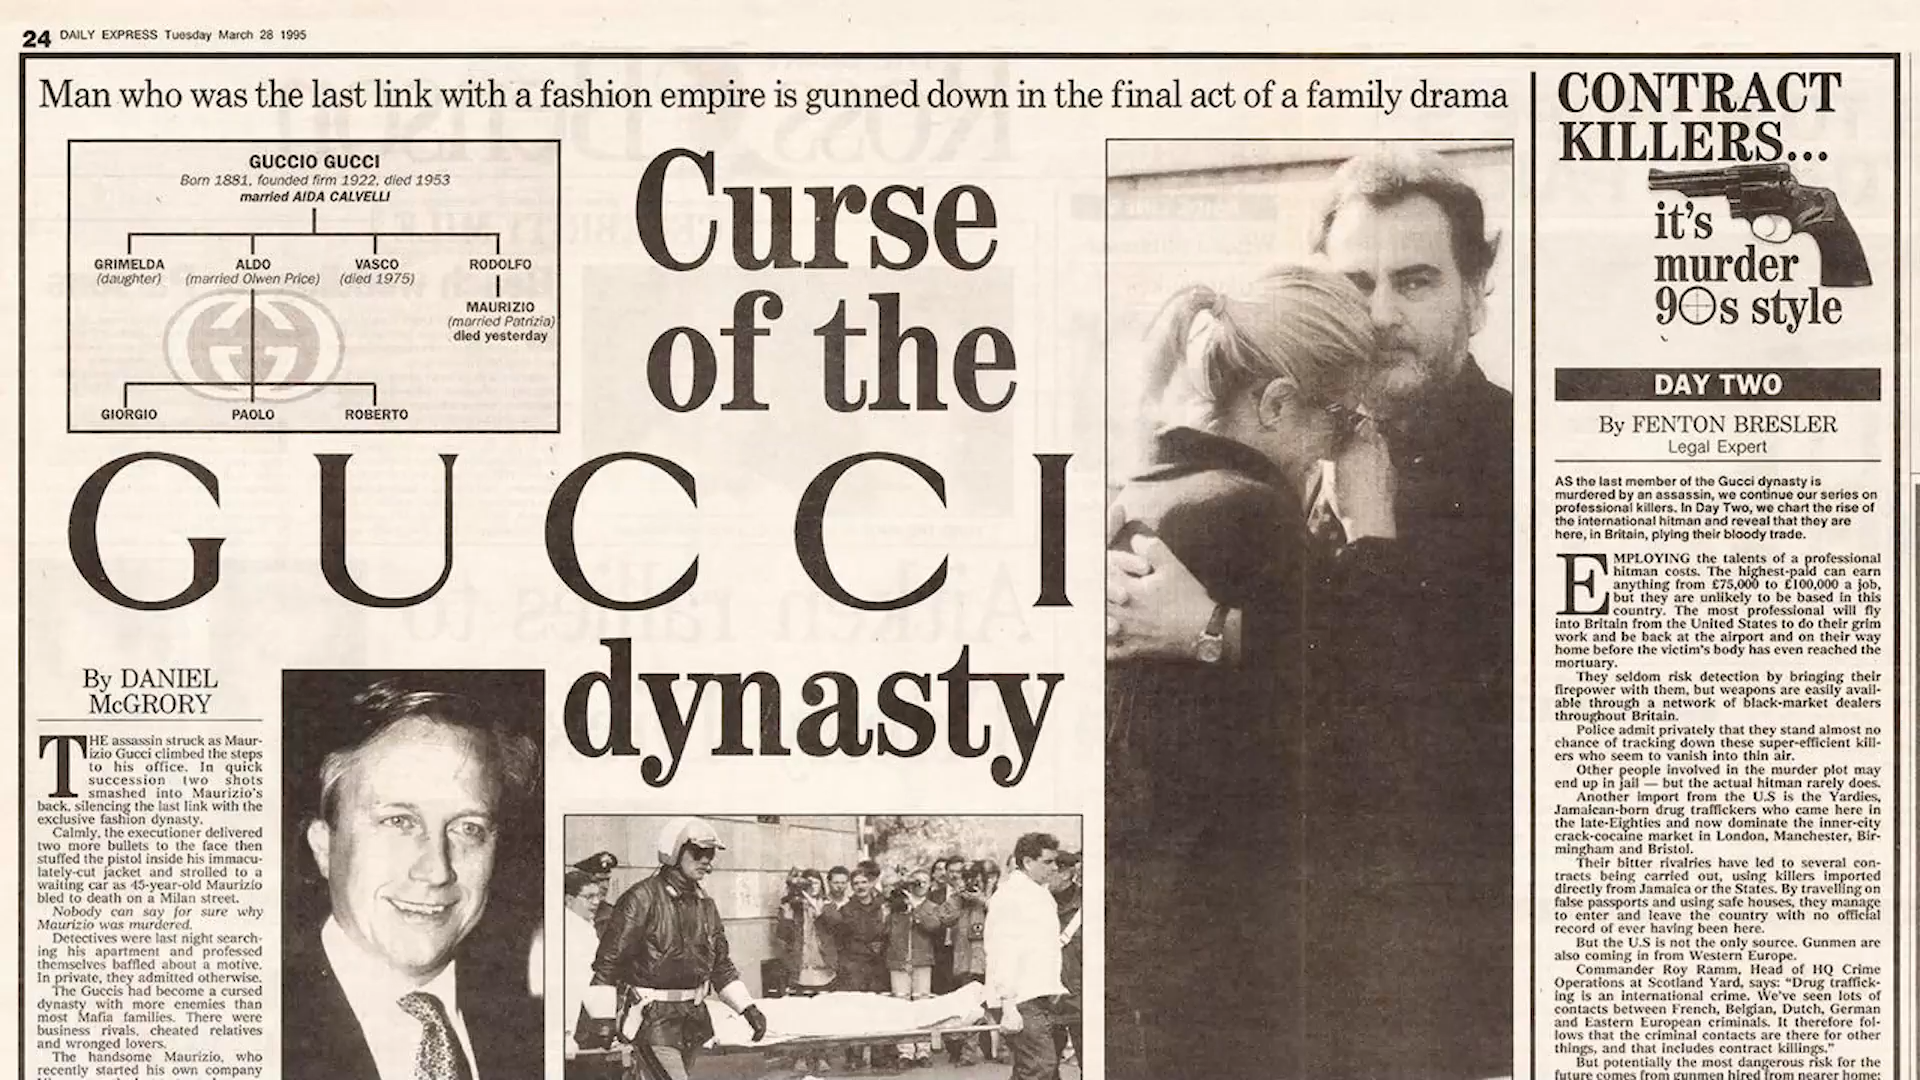 24 DAILY EXPRESS Tuesday March 28 1995
Man who was the last link with a fashion empire is gunned down in the final act of a family drama
GUCCIO GUCCI
Born 1881, founded firm 1922, died 1953
married AIDA CALVELLI
GRIMELDA
(daughter)
ALDO
(married Olwen Price)
VASCO
(died 1975)
RODOLFO
MAURIZIO
(married Patrizia)
died yesterday
GIORGIO
PAOLO
ROBERTO
Curse
of the
GUCCI
dynasty
By DANIEL
McGRORY
THE assassin struck as Maur-
izio Gucci climbed the steps
to his office. In quick
succession two shots
smashed into Maurizio's
back, silencing the last link with the
exclusive fashion dynasty.
Calmly, the executioner delivered
two more bullets to the face then
stuffed the pistol inside his immacu-
lately-cut jacket and strolled to a
waiting car as 45-year-old Maurizio
bled to death on a Milan street.
Nobody can say for sure why
Maurizio was murdered.
Detectives were last night search-
ing his apartment and professed
themselves baffled about a motive.
In private, they admitted otherwise.
The Guccis had become a cursed
dynasty with more enemies than
most Mafia families. There were
business rivals, cheated relatives
and wronged lovers.
The handsome Maurizio, who
recently started his own company
CONTRACT
KILLERS...
it's
murder
90s style
DAY TWO
By FENTON BRESLER
Legal Expert
AS the last member of the Gucci dynasty is
murdered by an assassin, we continue our series on
professional killers. In Day Two, we chart the rise of
the international hitman and reveal that they are
here, in Britain, plying their bloody trade.
EMPLOYING the talents of a professional
hitman costs. The highest-paid can earn
anything from £75,000 to £100,000 a job,
but they are unlikely to be based in this
country. The most professional will fly
into Britain from the United States to do their grim
work and be back at the airport and on their way
home before the victim's body has even reached the
mortuary.
They seldom risk detection by bringing their
firepower with them, but weapons are easily avail-
able through a network of black-market dealers
throughout Britain.
Police admit privately that they stand almost no
chance of tracking down these super-efficient kill-
ers who seem to vanish into thin air.
Other people involved in the murder plot may
end up in jail — but the actual hitman rarely does.
Another import from the U.S is the Yardies,
Jamaican-born drug traffickers who came here in
the late-Eighties and now dominate the inner-city
crack-cocaine market in London, Manchester, Bir-
mingham and Bristol.
Their bitter rivalries have led to several con-
tracts being carried out, using killers imported
directly from Jamaica or the States. By travelling on
false passports and using safe houses, they manage
to enter and leave the country with no official
record of ever having been here.
But the U.S is not the only source. Gunmen are
also coming in from Western Europe.
Commander Roy Ramm, Head of HQ Crime
Operations at Scotland Yard, says: "Drug traffick-
ing is an international crime. We've seen lots of
contacts between French, Belgian, Dutch, German
and Eastern European criminals. It therefore fol-
lows that the criminal contacts are there for other
things, and that includes contract killings."
But potentially the most dangerous risk for the
future comes from gunmen hired from nearer home: